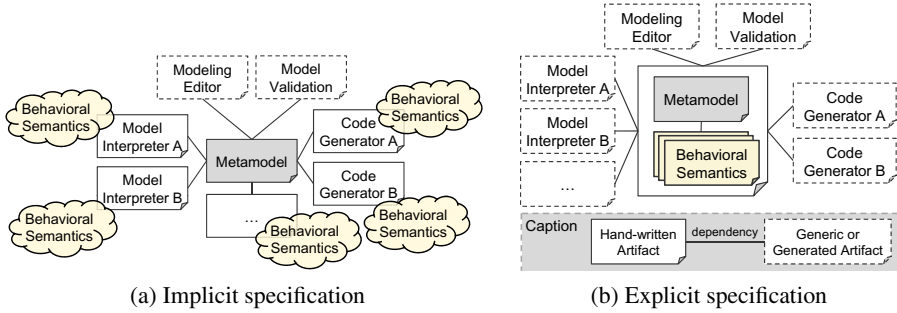 Modeling
Editor
Model
Validation
Behavioral
Semantics
Model
Interpreter A
Metamodel
Code
Generator A
Behavioral
Semantics
Model
Interpreter B
Code
Generator B
Behavioral
Semantics
...
Behavioral
Semantics
Behavioral
Semantics
(a) Implicit specification
Modeling
Editor
Model
Validation
Model
Interpreter A
Metamodel
Code
Generator A
Model
Interpreter B
Behavioral
Semantics
Code
Generator B
...
Caption
Hand-written
Artifact
dependency
Generic or
Generated Artifact
(b) Explicit specification